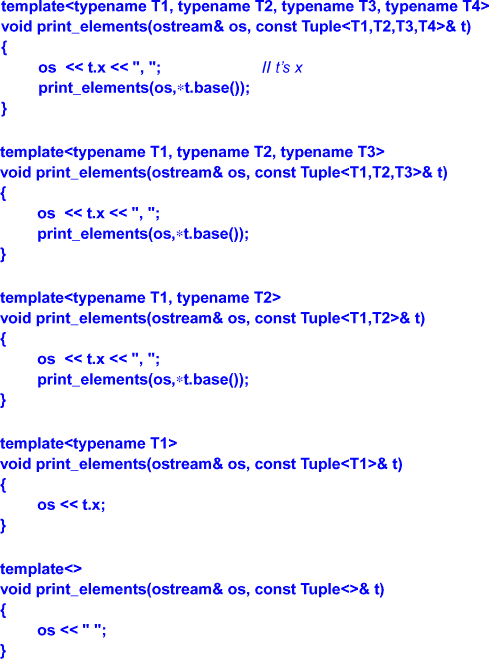 template<typename T1, typename T2, typename T3, typename T4>
void print_elements(ostream& os, const Tuple<T1,T2,T3,T4>& t)
{
os << t.x << ", "; // t’s x
print_elements(os,*t.base());
}
template<typename T1, typename T2, typename T3>
void print_elements(ostream& os, const Tuple<T1,T2,T3>& t)
{
os << t.x << ", ";
print_elements(os,*t.base());
}
template<typename T1, typename T2>
void print_elements(ostream& os, const Tuple<T1,T2>& t)
{
os << t.x << ", ";
print_elements(os,*t.base());
}
template<typename T1>
void print_elements(ostream& os, const Tuple<T1>& t)
{
os << t.x;
}
template<>
void print_elements(ostream& os, const Tuple<>& t)
{
os << " ";
}